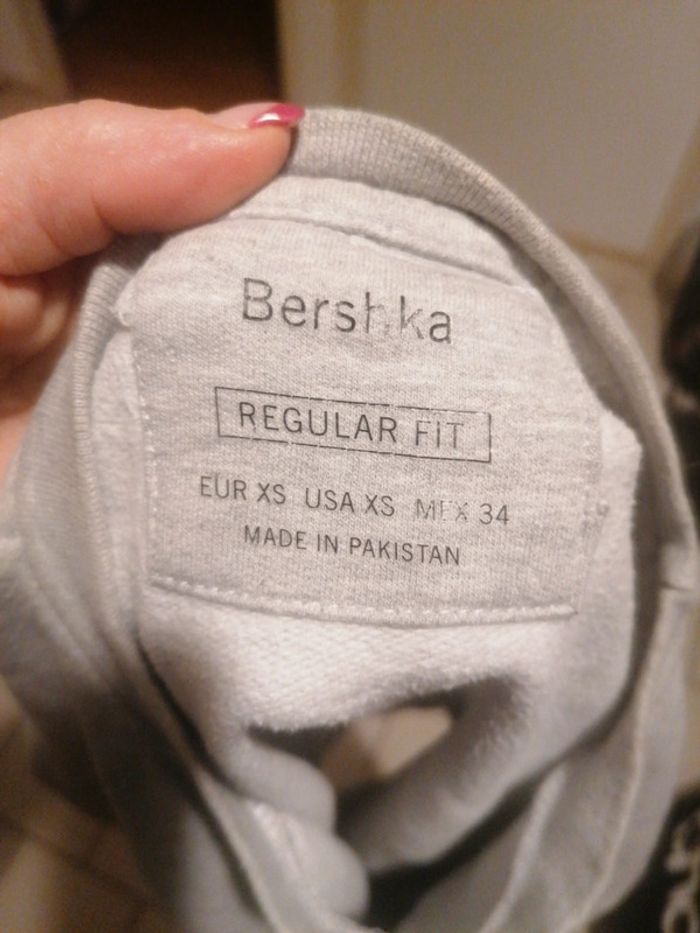 Bershka
REGULAR FIT
EUR XS USA XS MEX 34
MADE IN PAKISTAN